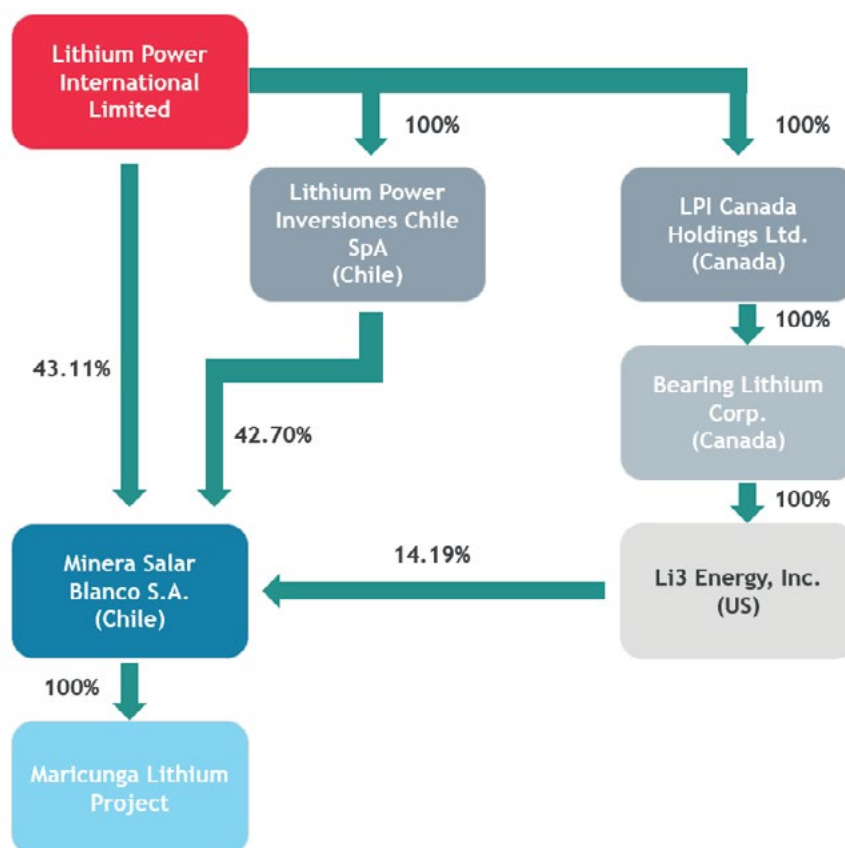 Lithium Power
International
Limited
100%
100%
Lithium Power
Inversiones Chile
SpA
(Chile)
LPI Canada
Holdings Ltd.
(Canada)
100%
43.11%
42.70%
Bearing Lithium
Corp.
(Canada)
100%
Minera Salar
Blanco S.A.
(Chile)
14.19%
Li3 Energy, Inc.
(US)
100%
Maricunga Lithium
Project